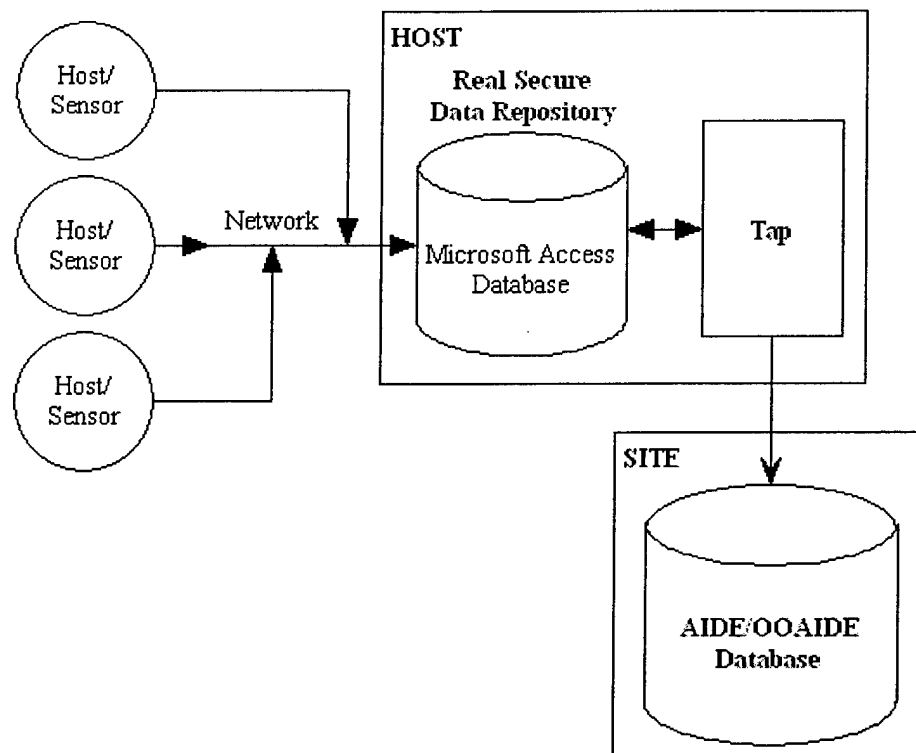 HOST
Host/
Sensor
Real Secure
Data Repository
Network
Host/
Sensor
Microsoft Access
Database
Tap
Host/
Sensor
SITE
AIDE/OOAIDE
Database